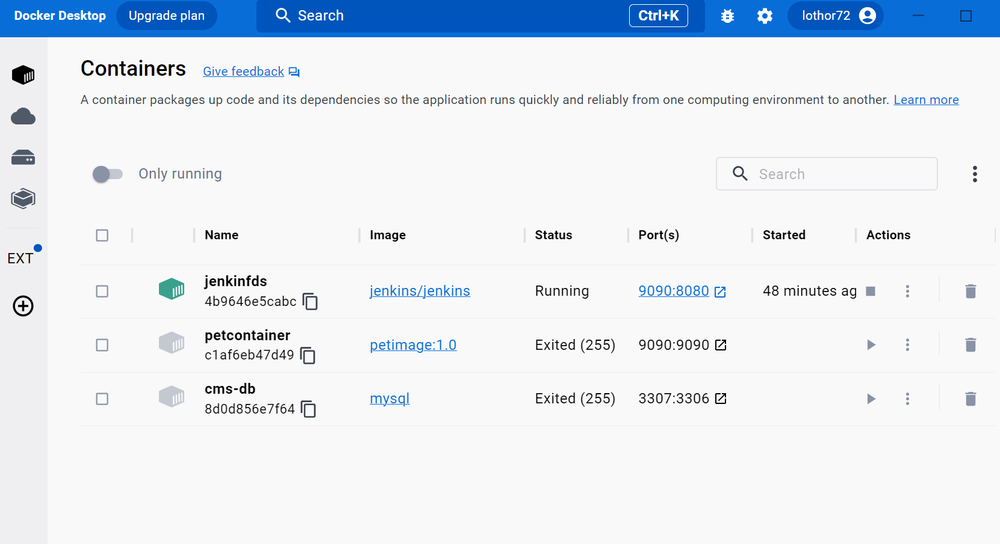 Docker Desktop Upgrade plan Search Ctrl+K lothor72
Containers Give feedback
A container packages up code and its dependencies so the application runs quickly and reliably from one computing environment to another. Learn more
Only running Search
Name Image Status Port(s) Started Actions
jenkinfds
4b9646e5cabc jenkins/jenkins Running 9090:8080 48 minutes ag
petcontainer
c1af6eb47d49 petimage:1.0 Exited (255) 9090:9090
cms-db
8d0d856e7f64 mysql Exited (255) 3307:3306
EXT